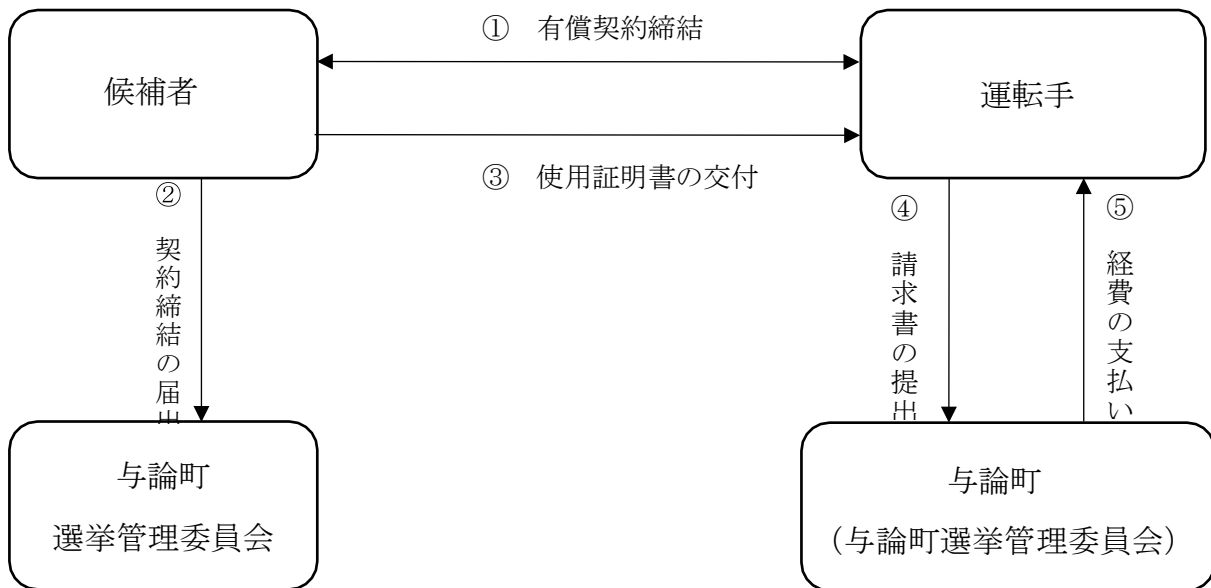 ① 有償契約締結
候補者
運転手
③ 使用証明書の交付
② 契約締結の届出
④ 請求書の提出
⑤ 経費の支払い
与論町
選挙管理委員会
与論町
（与論町選挙管理委員会）